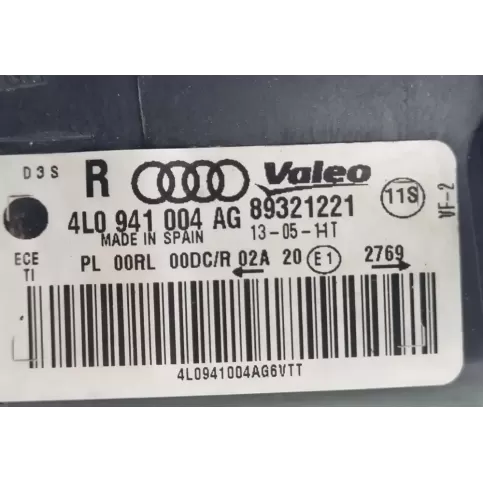 D3S R Valeo
4L0 941 004 AG 89321221 11S VF-2
MADE IN SPAIN 13-05-11T
ECE PL 00RL 00DC/R 02A 20 E1 2769
TI
4L0941004AG6VTT